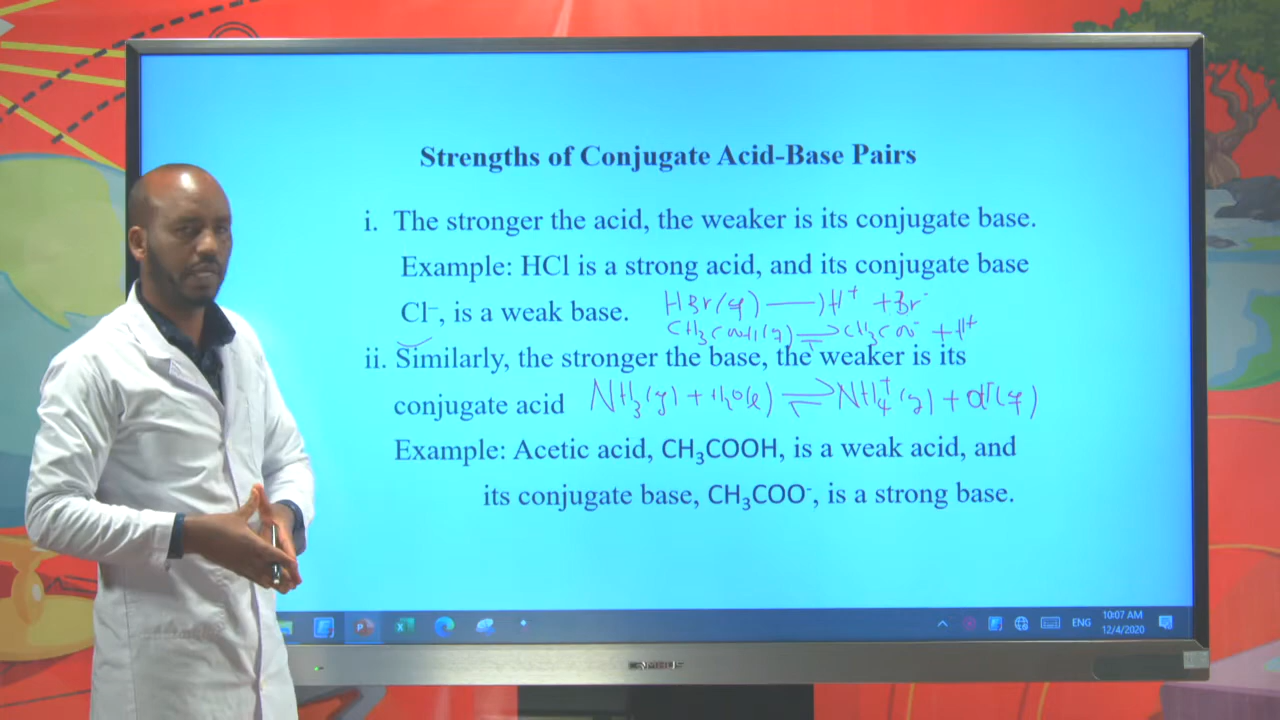 Strengths of Conjugate Acid-Base Pairs
i. The stronger the acid, the weaker is its conjugate base.
Example: HCl is a strong acid, and its conjugate base
Cl⁻, is a weak base. HBr(q) ⟶ H⁺ + Br⁻
CH₃COOH(q) ⇌ CH₃COO⁻ + H⁺
ii. Similarly, the stronger the base, the weaker is its
conjugate acid NH₃(g) + H₂O(l) ⇌ NH₄⁺(q) + OH⁻(q)
Example: Acetic acid, CH₃COOH, is a weak acid, and
its conjugate base, CH₃COO⁻, is a strong base.
ENG
10:07 AM
12/4/2020